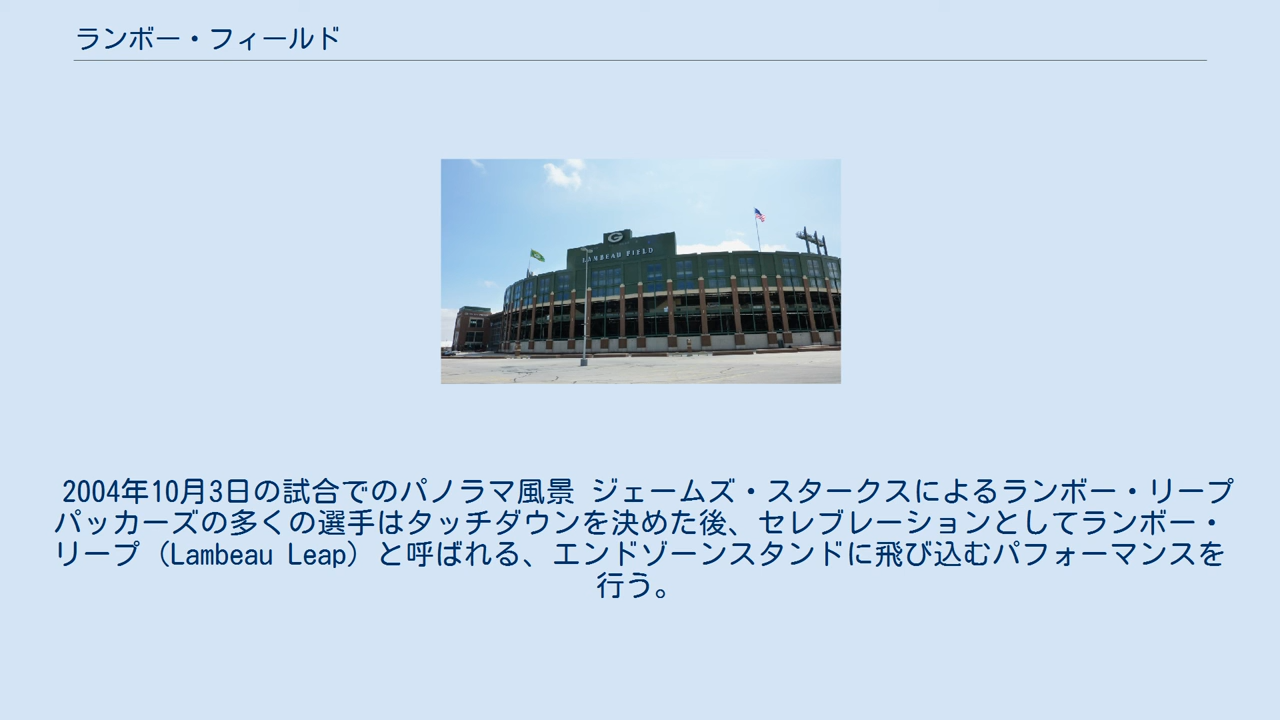 ランボー・フィールド
G
LAMBEAU FIELD
2004年10月3日の試合でのパノラマ風景 ジェームズ・スタークスによるランボー・リープ
パッカーズの多くの選手はタッチダウンを決めた後、セレブレーションとしてランボー・
リープ（Lambeau Leap）と呼ばれる、エンドゾーンスタンドに飛び込むパフォーマンスを
行う。